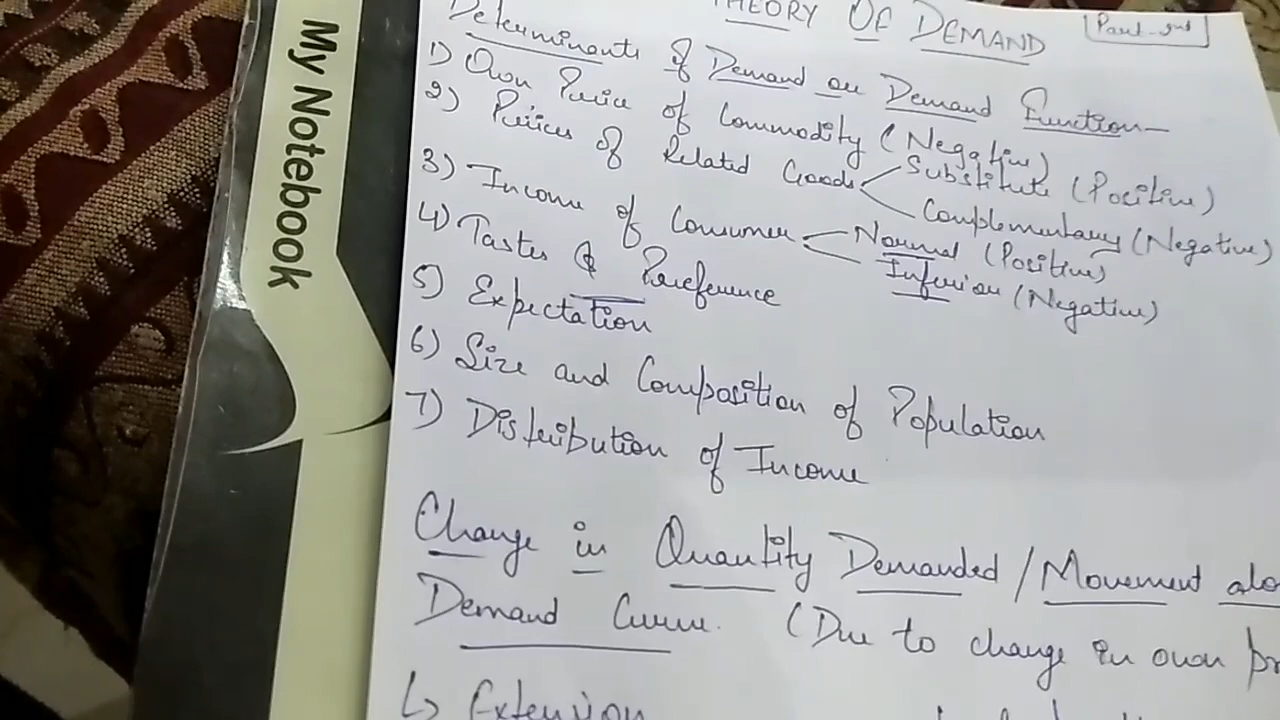 My Notebook
THEORY OF DEMAND
Determinants of Demand or Demand Function-
1) Own Price of Commodity (Negative)
2) Prices of Related Goods Substitute (Positive)
Complementary (Negative)
3) Income of Consumer Normal (Positive)
Inferior (Negative)
4) Tastes & Preference
5) Expectation
6) Size and Composition of Population
7) Distribution of Income
Change in Quantity Demanded / Movement alo
Demand Curve. (Due to change in own pr
Extension